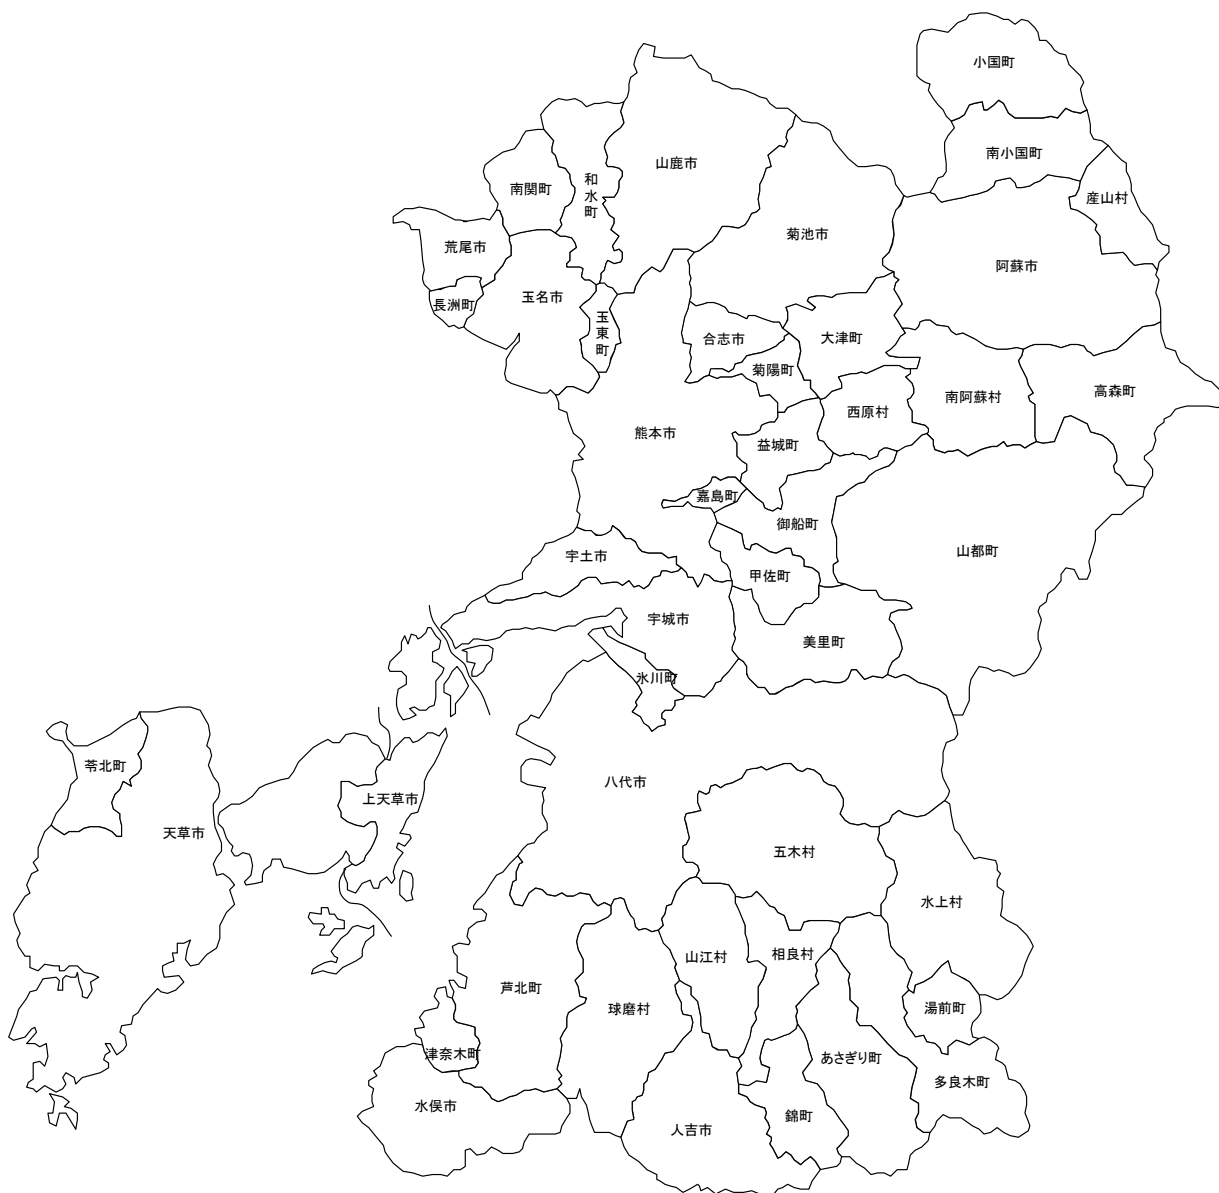 小国町
南小国町
山鹿市
和水町
南関町
産山村
菊池市
荒尾市
阿蘇市
玉名市
長洲町
玉東町
合志市
大津町
菊陽町
高森町
南阿蘇村
西原村
熊本市
益城町
嘉島町
御船町
山都町
宇土市
甲佐町
宇城市
美里町
氷川町
苓北町
八代市
上天草市
天草市
五木村
水上村
相良村
山江村
芦北町
球磨村
湯前町
津奈木町
あさぎり町
多良木町
水俣市
錦町
人吉市